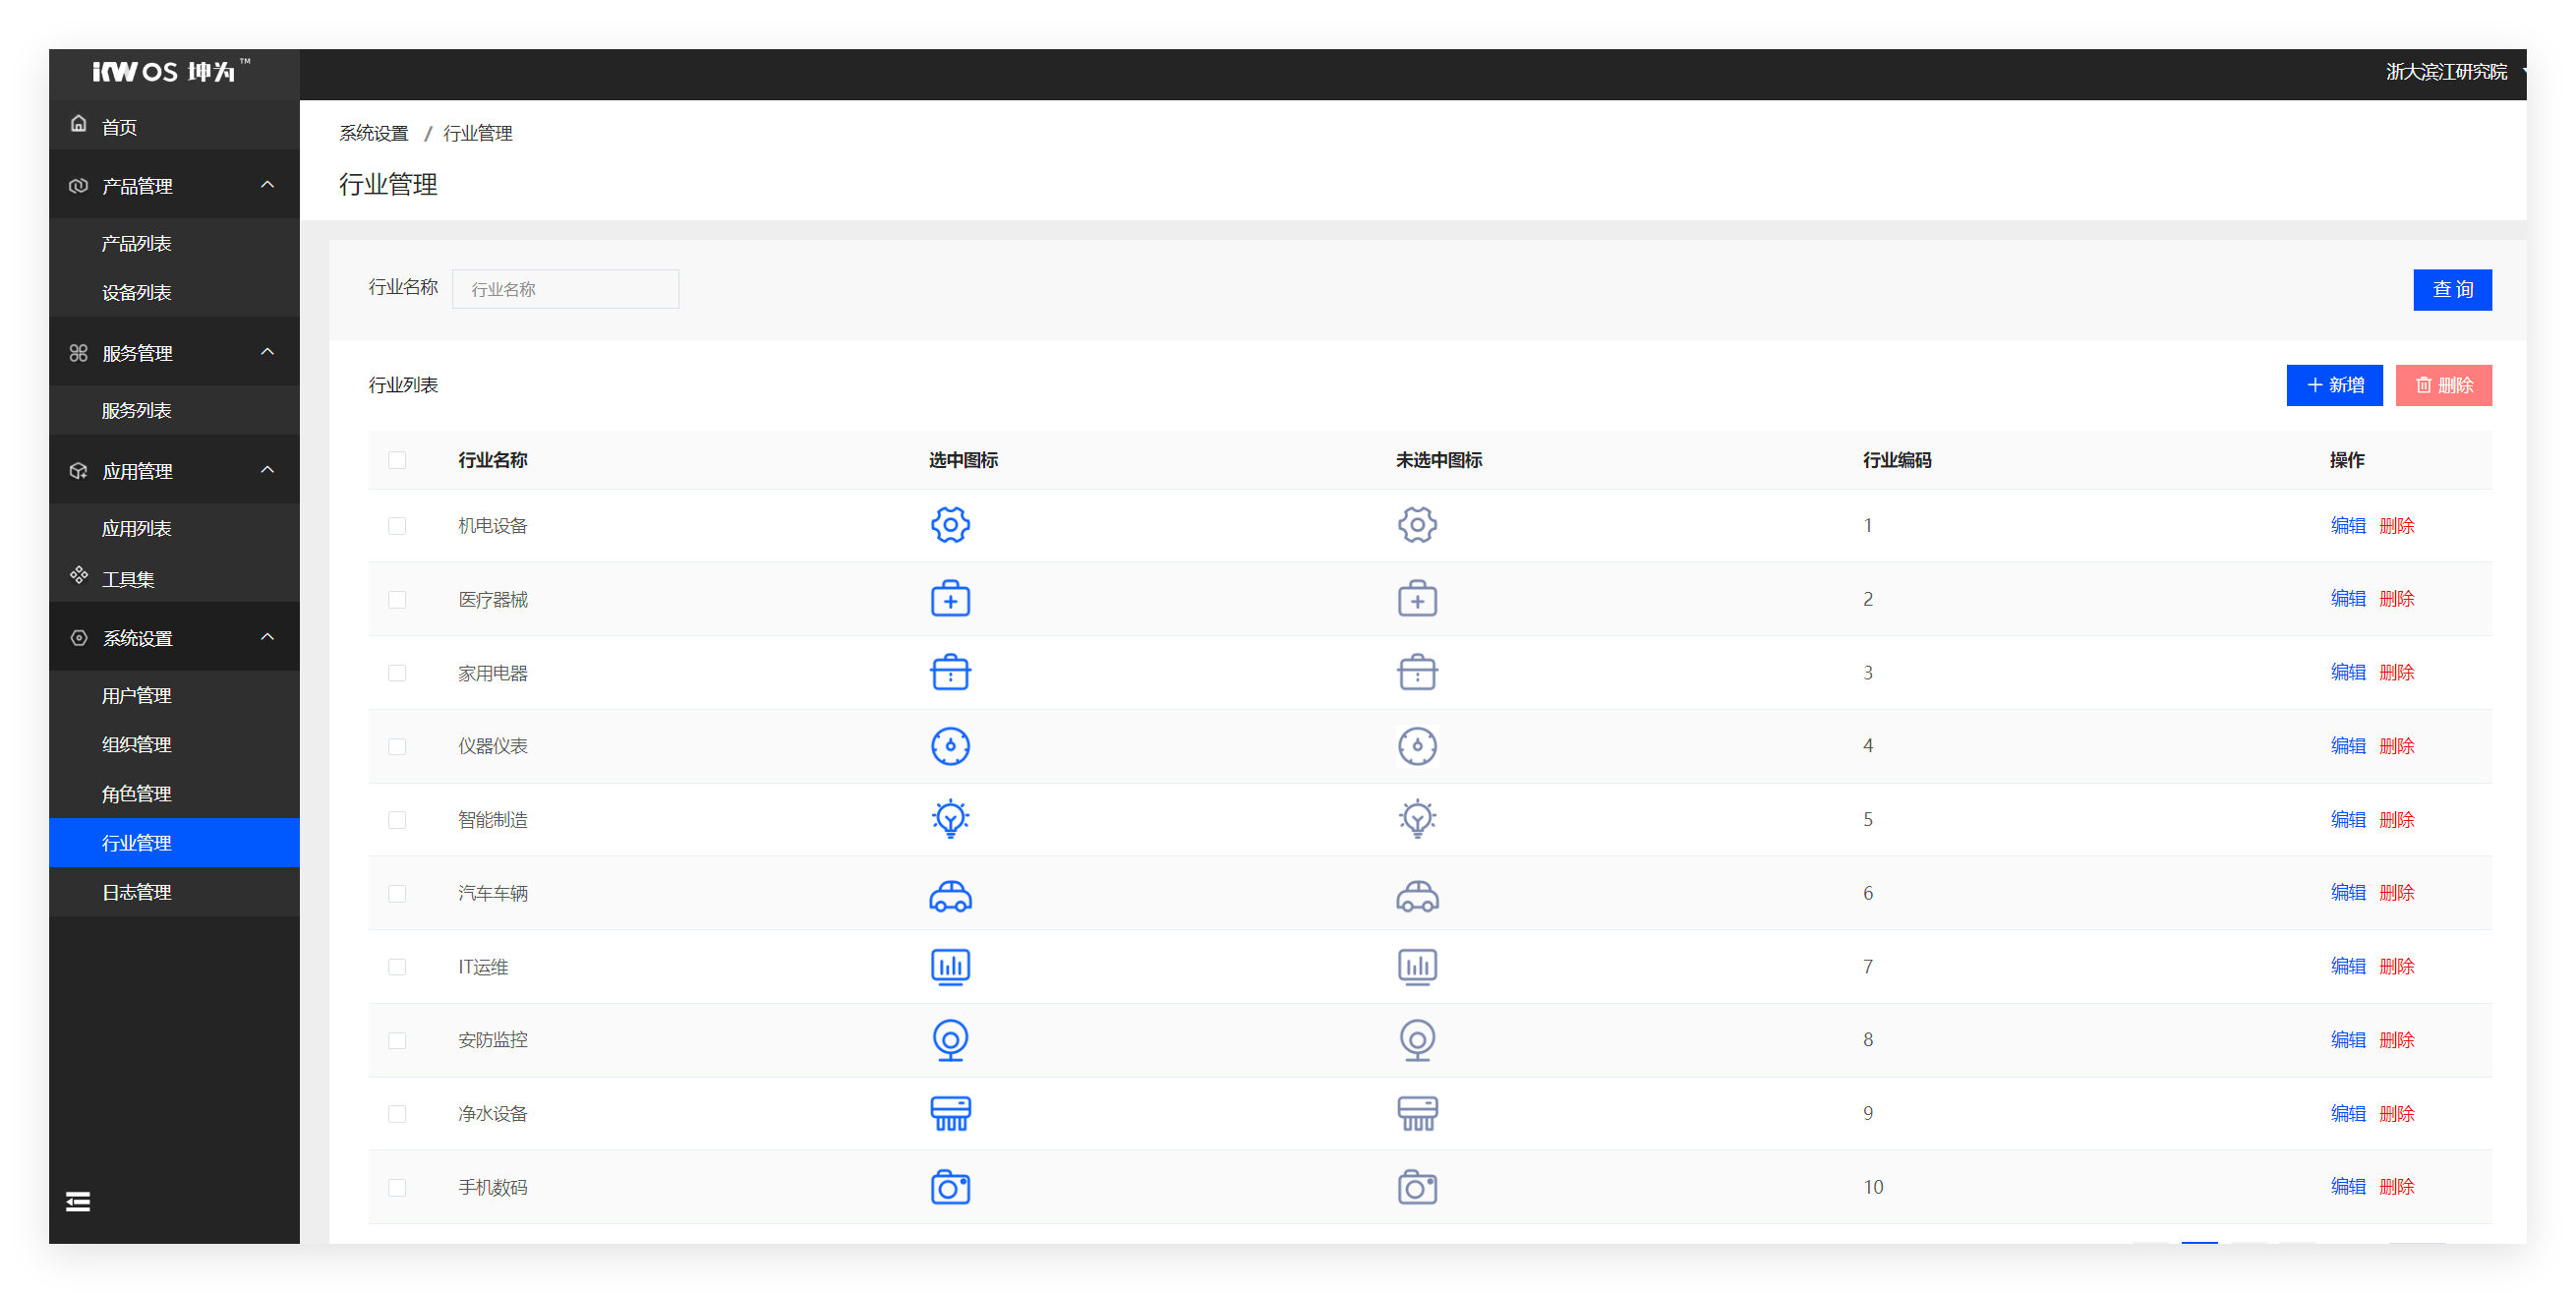 iKW OS 坤为™
浙大滨江研究院
首页
产品管理
产品列表
设备列表
服务管理
服务列表
应用管理
应用列表
工具集
系统设置
用户管理
组织管理
角色管理
行业管理
日志管理
系统设置 / 行业管理
行业管理
行业名称 行业名称 查 询
行业列表 + 新增 删除
行业名称 选中图标 未选中图标 行业编码 操作
机电设备 1 编辑 删除
医疗器械 2 编辑 删除
家用电器 3 编辑 删除
仪器仪表 4 编辑 删除
智能制造 5 编辑 删除
汽车车辆 6 编辑 删除
IT运维 7 编辑 删除
安防监控 8 编辑 删除
净水设备 9 编辑 删除
手机数码 10 编辑 删除